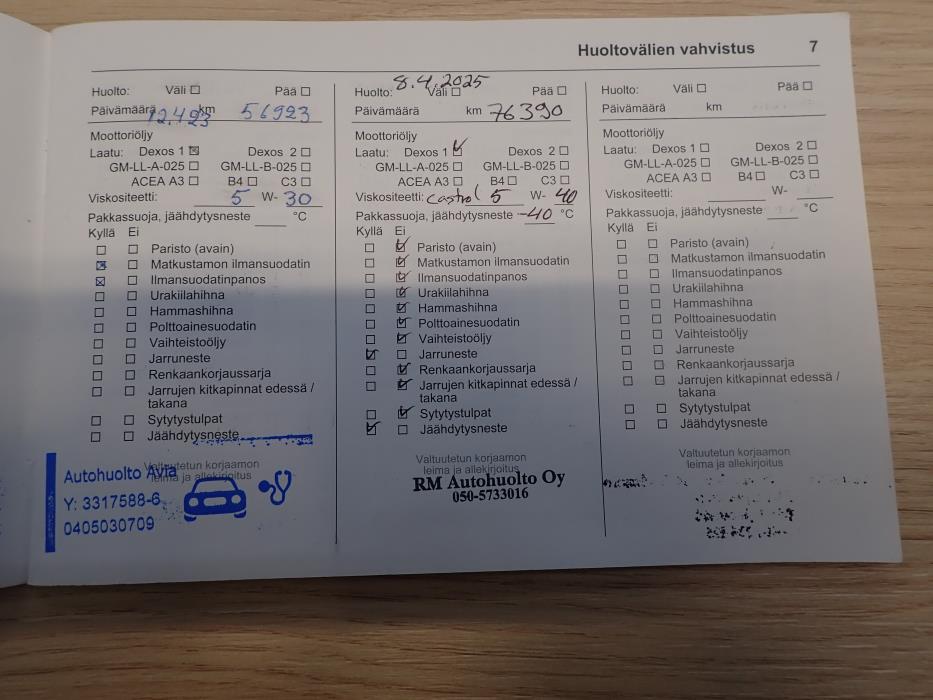 Huoltovälien vahvistus 7
Huolto: Väli Pää
Päivämäärä 12.4.23 km 56923
Moottoriöljy
Laatu: Dexos 1 Dexos 2
GM-LL-A-025 GM-LL-B-025
ACEA A3 B4 C3
Viskositeetti: 5 W- 30
Pakkassuoja, jäähdytysneste °C
Kyllä Ei
Paristo (avain)
Matkustamon ilmansuodatin
Ilmansuodatinpanos
Urakiilahihna
Hammashihna
Polttoainesuodatin
Vaihteistoöljy
Jarruneste
Renkaankorjaussarja
Jarrujen kitkapinnat edessä /
takana
Sytytystulpat
Jäähdytysneste
Valtuutetun korjaamon
leima ja allekirjoitus
Autohuolto Avia
Y: 3317588-6
0405030709
8.4.2025
Huolto: Väli Pää
Päivämäärä km 76390
Moottoriöljy
Laatu: Dexos 1 Dexos 2
GM-LL-A-025 GM-LL-B-025
ACEA A3 B4 C3
Viskositeetti: Castrol 5 W- 40
Pakkassuoja, jäähdytysneste -40 °C
Kyllä Ei
Paristo (avain)
Matkustamon ilmansuodatin
Ilmansuodatinpanos
Urakiilahihna
Hammashihna
Polttoainesuodatin
Vaihteistoöljy
Jarruneste
Renkaankorjaussarja
Jarrujen kitkapinnat edessä /
takana
Sytytystulpat
Jäähdytysneste
Valtuutetun korjaamon
leima ja allekirjoitus
RM Autohuolto Oy
050-5733016
Huolto: Väli Pää
Päivämäärä km
Moottoriöljy
Laatu: Dexos 1 Dexos 2
GM-LL-A-025 GM-LL-B-025
ACEA A3 B4 C3
Viskositeetti: W-
Pakkassuoja, jäähdytysneste °C
Kyllä Ei
Paristo (avain)
Matkustamon ilmansuodatin
Ilmansuodatinpanos
Urakiilahihna
Hammashihna
Polttoainesuodatin
Vaihteistoöljy
Jarruneste
Renkaankorjaussarja
Jarrujen kitkapinnat edessä /
takana
Sytytystulpat
Jäähdytysneste
Valtuutetun korjaamon
leima ja allekirjoitus